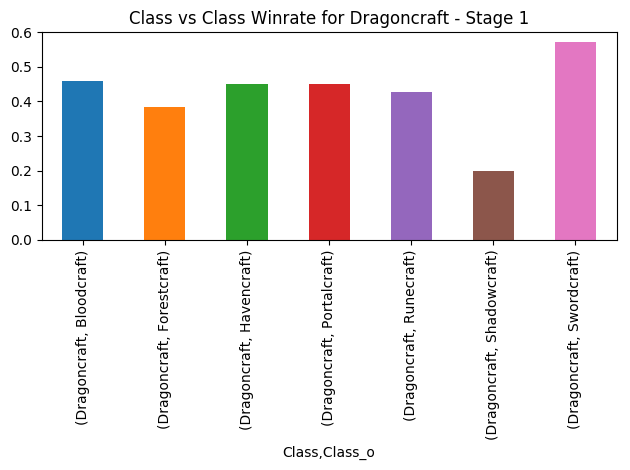 Class vs Class Winrate for Dragoncraft - Stage 1
0.6
0.5
0.4
0.3
0.2
0.1
0.0
(Dragoncraft, Bloodcraft)
(Dragoncraft, Forestcraft)
(Dragoncraft, Havencraft)
(Dragoncraft, Portalcraft)
(Dragoncraft, Runecraft)
(Dragoncraft, Shadowcraft)
(Dragoncraft, Swordcraft)
Class,Class_o